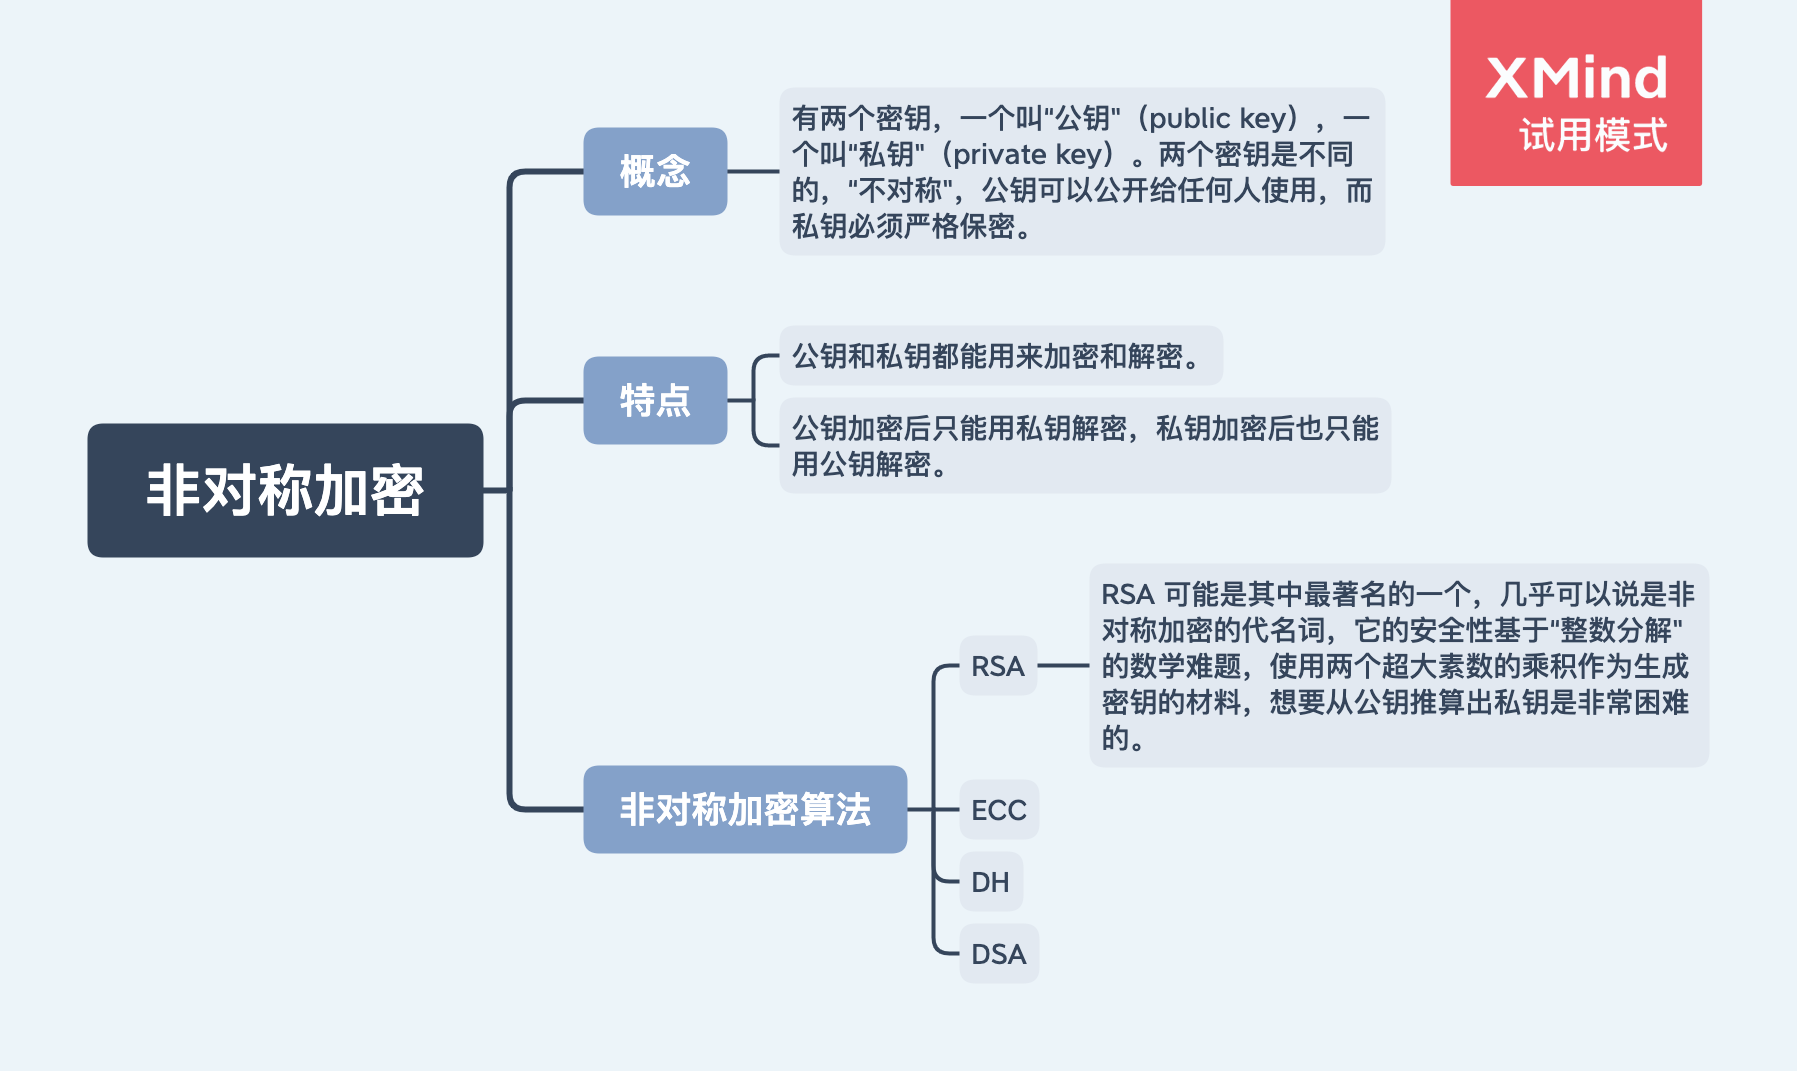 XMind
试用模式
非对称加密
概念
有两个密钥，一个叫"公钥"（public key），一
个叫"私钥"（private key）。两个密钥是不同
的，"不对称"，公钥可以公开给任何人使用，而
私钥必须严格保密。
特点
公钥和私钥都能用来加密和解密。
公钥加密后只能用私钥解密，私钥加密后也只能
用公钥解密。
非对称加密算法
RSA
RSA 可能是其中最著名的一个，几乎可以说是非
对称加密的代名词，它的安全性基于"整数分解"
的数学难题，使用两个超大素数的乘积作为生成
密钥的材料，想要从公钥推算出私钥是非常困难
的。
ECC
DH
DSA